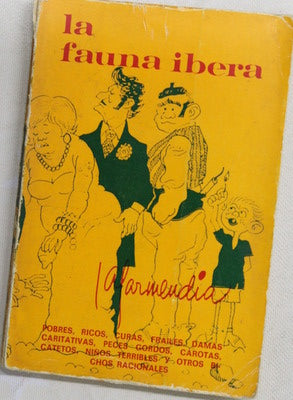 la
fauna ibera
lafarmendia
POBRES, RICOS, CURAS, FRAILES, DAMAS
CARITATIVAS, PECES GORDOS, CAROTAS,
CATETOS, NIÑOS TERRIBLES Y OTROS BI
CHOS RACIONALES